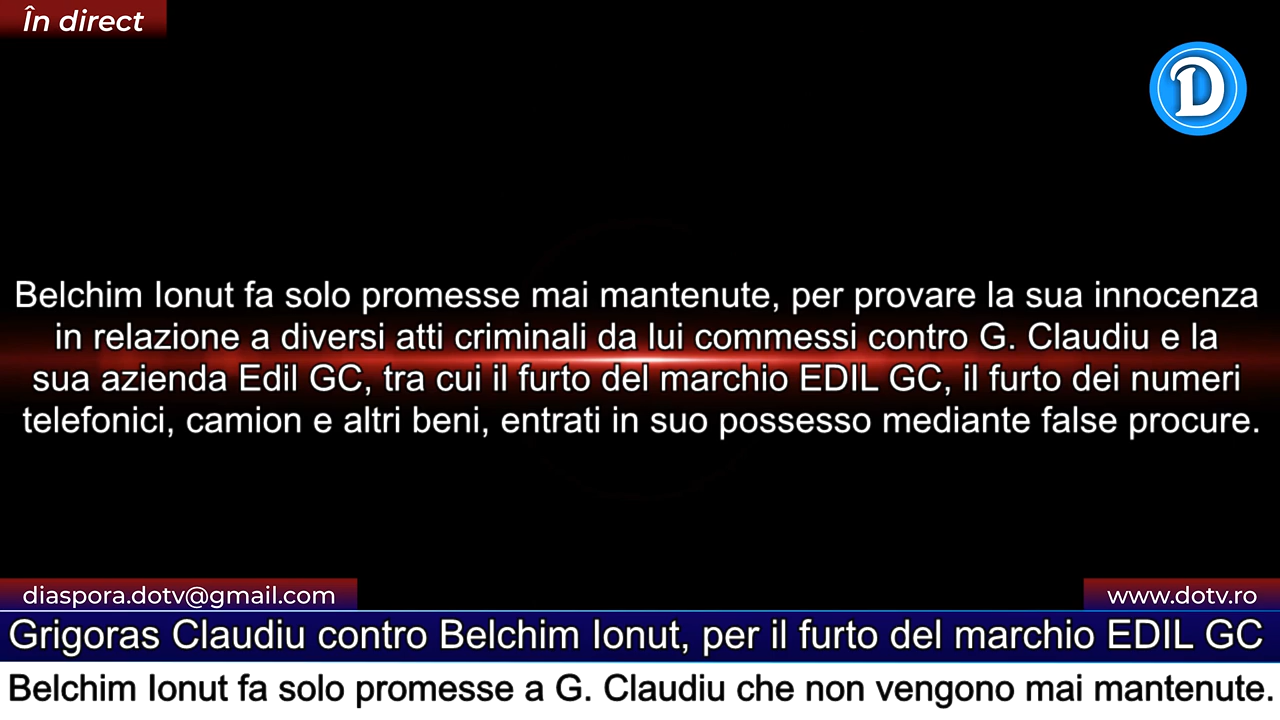 În direct
D
Belchim Ionut fa solo promesse mai mantenute, per provare la sua innocenza
in relazione a diversi atti criminali da lui commessi contro G. Claudiu e la
sua azienda Edil GC, tra cui il furto del marchio EDIL GC, il furto dei numeri
telefonici, camion e altri beni, entrati in suo possesso mediante false procure.
diaspora.dotv@gmail.com
www.dotv.ro
Grigoras Claudiu contro Belchim Ionut, per il furto del marchio EDIL GC
Belchim Ionut fa solo promesse a G. Claudiu che non vengono mai mantenute.